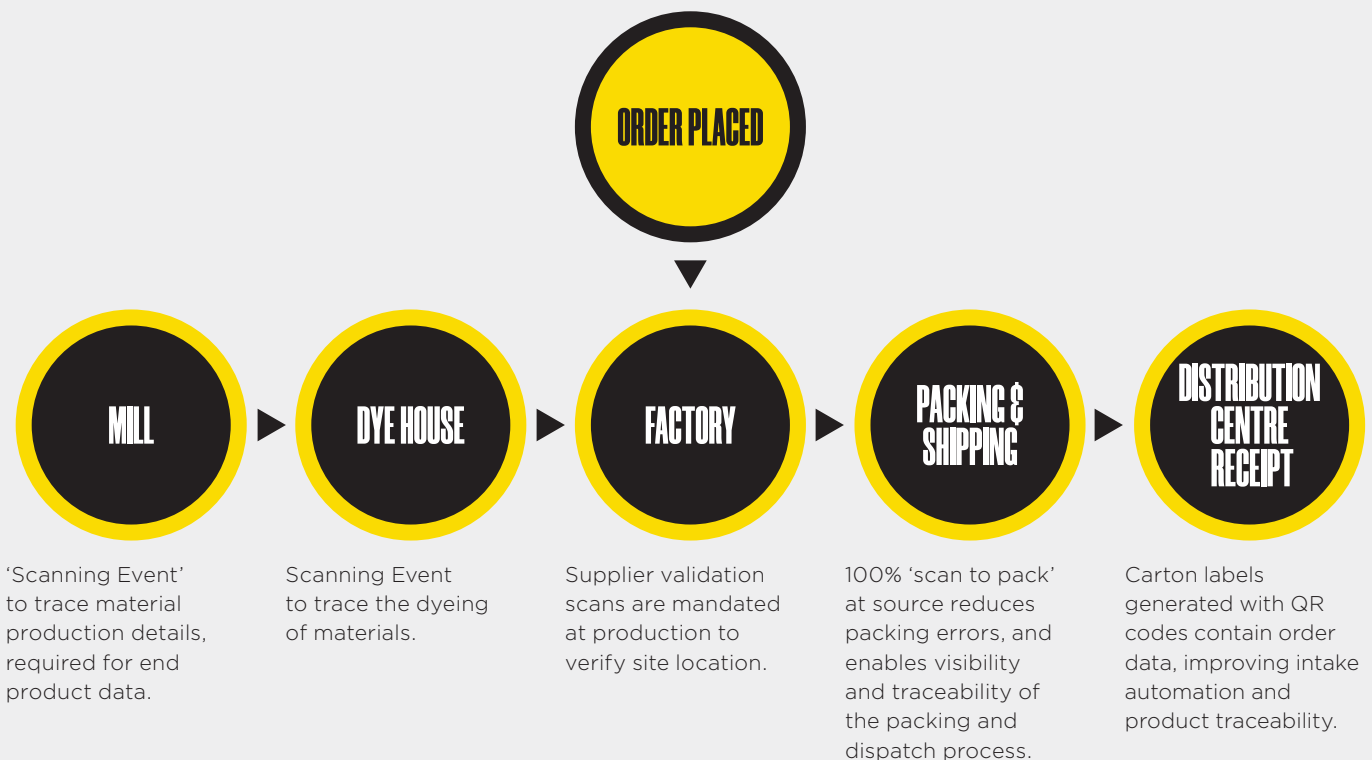 ORDER PLACED
MILL
DYE HOUSE
FACTORY
PACKING &
SHIPPING
DISTRIBUTION
CENTRE
RECEIPT
‘Scanning Event’
to trace material
production details,
required for end
product data.
Scanning Event
to trace the dyeing
of materials.
Supplier validation
scans are mandated
at production to
verify site location.
100% ‘scan to pack’
at source reduces
packing errors, and
enables visibility
and traceability of
the packing and
dispatch process.
Carton labels
generated with QR
codes contain order
data, improving intake
automation and
product traceability.